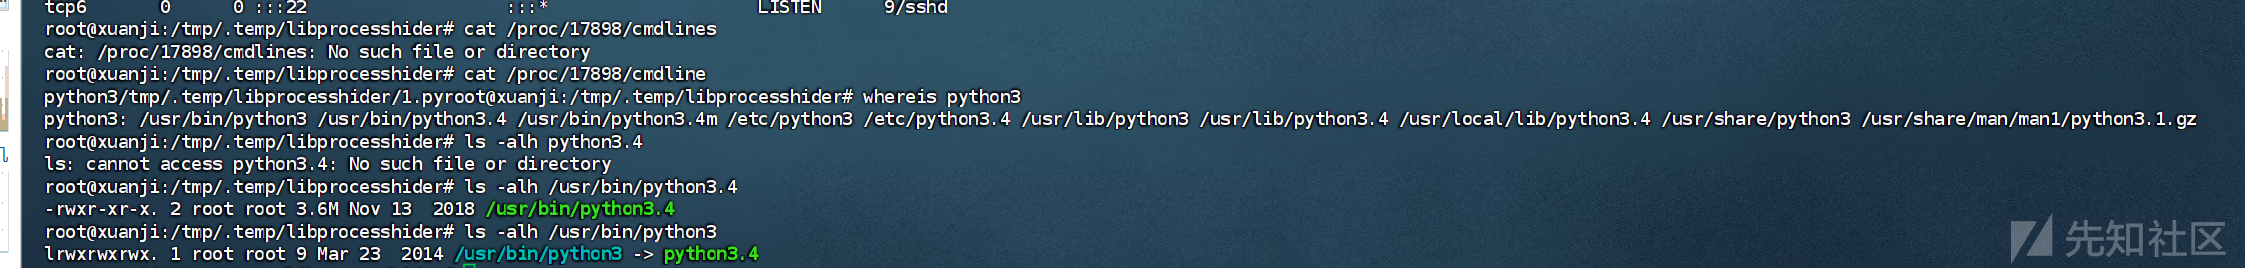 tcp6 0 0 :::22 :::* LISTEN 9/sshd
root@xuanji:/tmp/.temp/libprocesshider# cat /proc/17898/cmdlines
cat: /proc/17898/cmdlines: No such file or directory
root@xuanji:/tmp/.temp/libprocesshider# cat /proc/17898/cmdline
python3/tmp/.temp/libprocesshider/1.pyroot@xuanji:/tmp/.temp/libprocesshider# whereis python3
python3: /usr/bin/python3 /usr/bin/python3.4 /usr/bin/python3.4m /etc/python3 /etc/python3.4 /usr/lib/python3 /usr/lib/python3.4 /usr/local/lib/python3.4 /usr/share/python3 /usr/share/man/man1/python3.1.gz
root@xuanji:/tmp/.temp/libprocesshider# ls -alh python3.4
ls: cannot access python3.4: No such file or directory
root@xuanji:/tmp/.temp/libprocesshider# ls -alh /usr/bin/python3.4
-rwxr-xr-x. 2 root root 3.6M Nov 13  2018 /usr/bin/python3.4
root@xuanji:/tmp/.temp/libprocesshider# ls -alh /usr/bin/python3
lrwxrwxrwx. 1 root root 9 Mar 23  2014 /usr/bin/python3 -> python3.4
先知社区